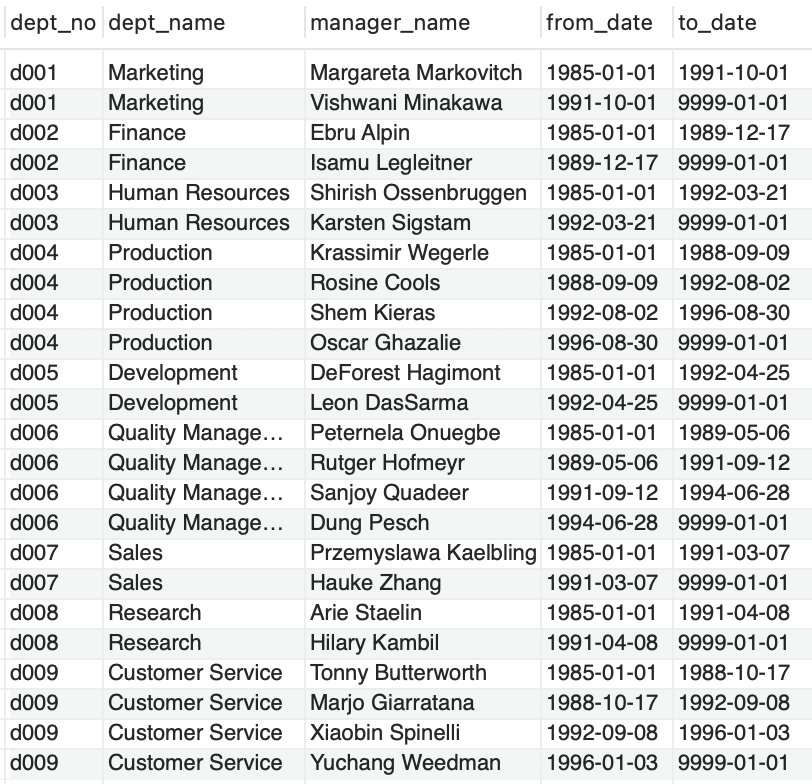 dept_no dept_name manager_name from_date to_date
d001 Marketing Margareta Markovitch 1985-01-01 1991-10-01
d001 Marketing Vishwani Minakawa 1991-10-01 9999-01-01
d002 Finance Ebru Alpin 1985-01-01 1989-12-17
d002 Finance Isamu Legleitner 1989-12-17 9999-01-01
d003 Human Resources Shirish Ossenbruggen 1985-01-01 1992-03-21
d003 Human Resources Karsten Sigstam 1992-03-21 9999-01-01
d004 Production Krassimir Wegerle 1985-01-01 1988-09-09
d004 Production Rosine Cools 1988-09-09 1992-08-02
d004 Production Shem Kieras 1992-08-02 1996-08-30
d004 Production Oscar Ghazalie 1996-08-30 9999-01-01
d005 Development DeForest Hagimont 1985-01-01 1992-04-25
d005 Development Leon DasSarma 1992-04-25 9999-01-01
d006 Quality Manage... Peternela Onuegbe 1985-01-01 1989-05-06
d006 Quality Manage... Rutger Hofmeyr 1989-05-06 1991-09-12
d006 Quality Manage... Sanjoy Quadeer 1991-09-12 1994-06-28
d006 Quality Manage... Dung Pesch 1994-06-28 9999-01-01
d007 Sales Przemyslawa Kaelbling 1985-01-01 1991-03-07
d007 Sales Hauke Zhang 1991-03-07 9999-01-01
d008 Research Arie Staelin 1985-01-01 1991-04-08
d008 Research Hilary Kambil 1991-04-08 9999-01-01
d009 Customer Service Tonny Butterworth 1985-01-01 1988-10-17
d009 Customer Service Marjo Giarratana 1988-10-17 1992-09-08
d009 Customer Service Xiaobin Spinelli 1992-09-08 1996-01-03
d009 Customer Service Yuchang Weedman 1996-01-03 9999-01-01